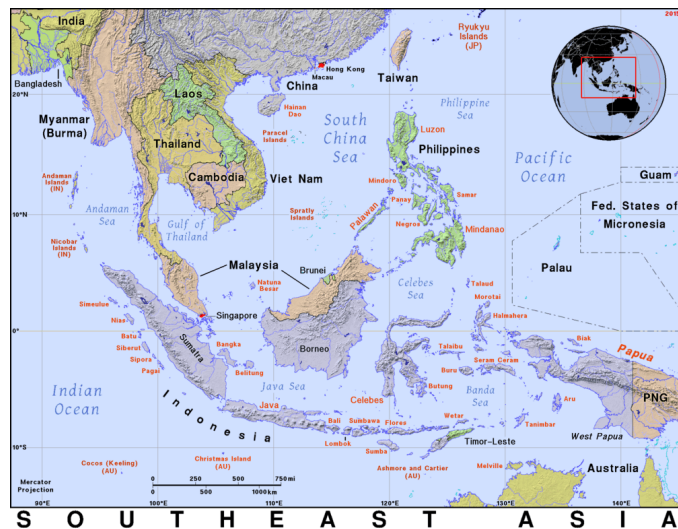 2015
India
Bangladesh
Myanmar
(Burma)
Laos
Thailand
Cambodia
Viet Nam
China
Hong Kong
Macau
Hainan
Dao
Paracel
Islands
South
China
Sea
Taiwan
Ryukyu
Islands
(JP)
Philippine
Sea
Luzon
Philippines
Mindoro
Panay
Samar
Palawan
Negros
Mindanao
Pacific
Ocean
Guam
Fed. States of
Micronesia
Palau
Andaman
Islands
(IN)
Andaman
Sea
Nicobar
Islands
(IN)
Gulf of
Thailand
Spratly
Islands
Malaysia
Brunei
Natuna
Besar
Singapore
Celebes
Sea
Talaud
Morotai
Halmahera
Simeulue
Nias
Batu
Siberut
Sipora
Pagai
Sumatra
Bangka
Belitung
Borneo
Talaibu
Seram Ceram
Buru
Biak
Papua
Indian
Ocean
Java Sea
Celebes
Butung
Banda
Sea
Aru
PNG
Indonesia
Java
Bali
Sumbawa
Flores
Wetar
Lombok
Sumba
Timor-Leste
Tanimbar
West Papua
Cocos (Keeling)
(AU)
Christmas Island
(AU)
Ashmore and Cartier
(AU)
Melville
Australia
Mercator
Projection
0 250 500 750 mi
0 500 1000km
20°N
10°N
0°
10°S
90°E
100°E
110°E
120°E
130°E
140°E
SOUTHEAST ASIA